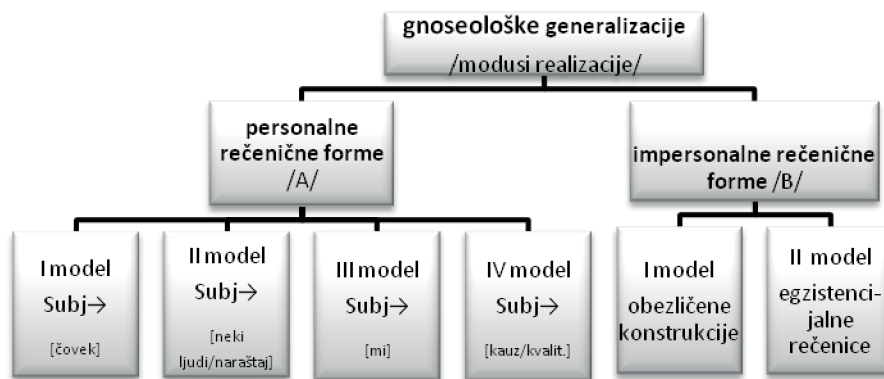 gnoseološke generalizacije
/modusi realizacije/
personalne
rečenične forme
/A/
impersonalne rečenične
forme /B/
I model
Subj→
[čovek]
II model
Subj→
[neki
ljudi/naraštaj]
III model
Subj→
[mi]
IV model
Subj→
[kauz/kvalit.]
I model
obezličene
konstrukcije
II model
egzistenci-
jalne
rečenice